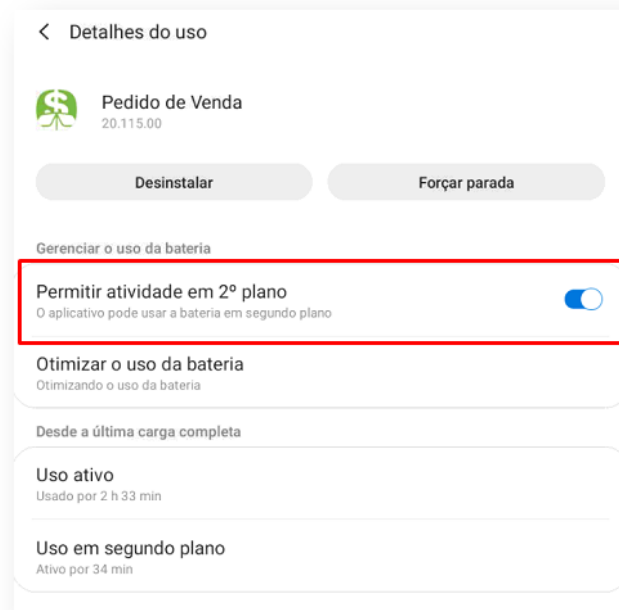 Detalhes do uso
Pedido de Venda
20.115.00
Desinstalar
Forçar parada
Gerenciar o uso da bateria
Permitir atividade em 2º plano
O aplicativo pode usar a bateria em segundo plano
Otimizar o uso da bateria
Otimizando o uso da bateria
Desde a última carga completa
Uso ativo
Usado por 2 h 33 min
Uso em segundo plano
Ativo por 34 min